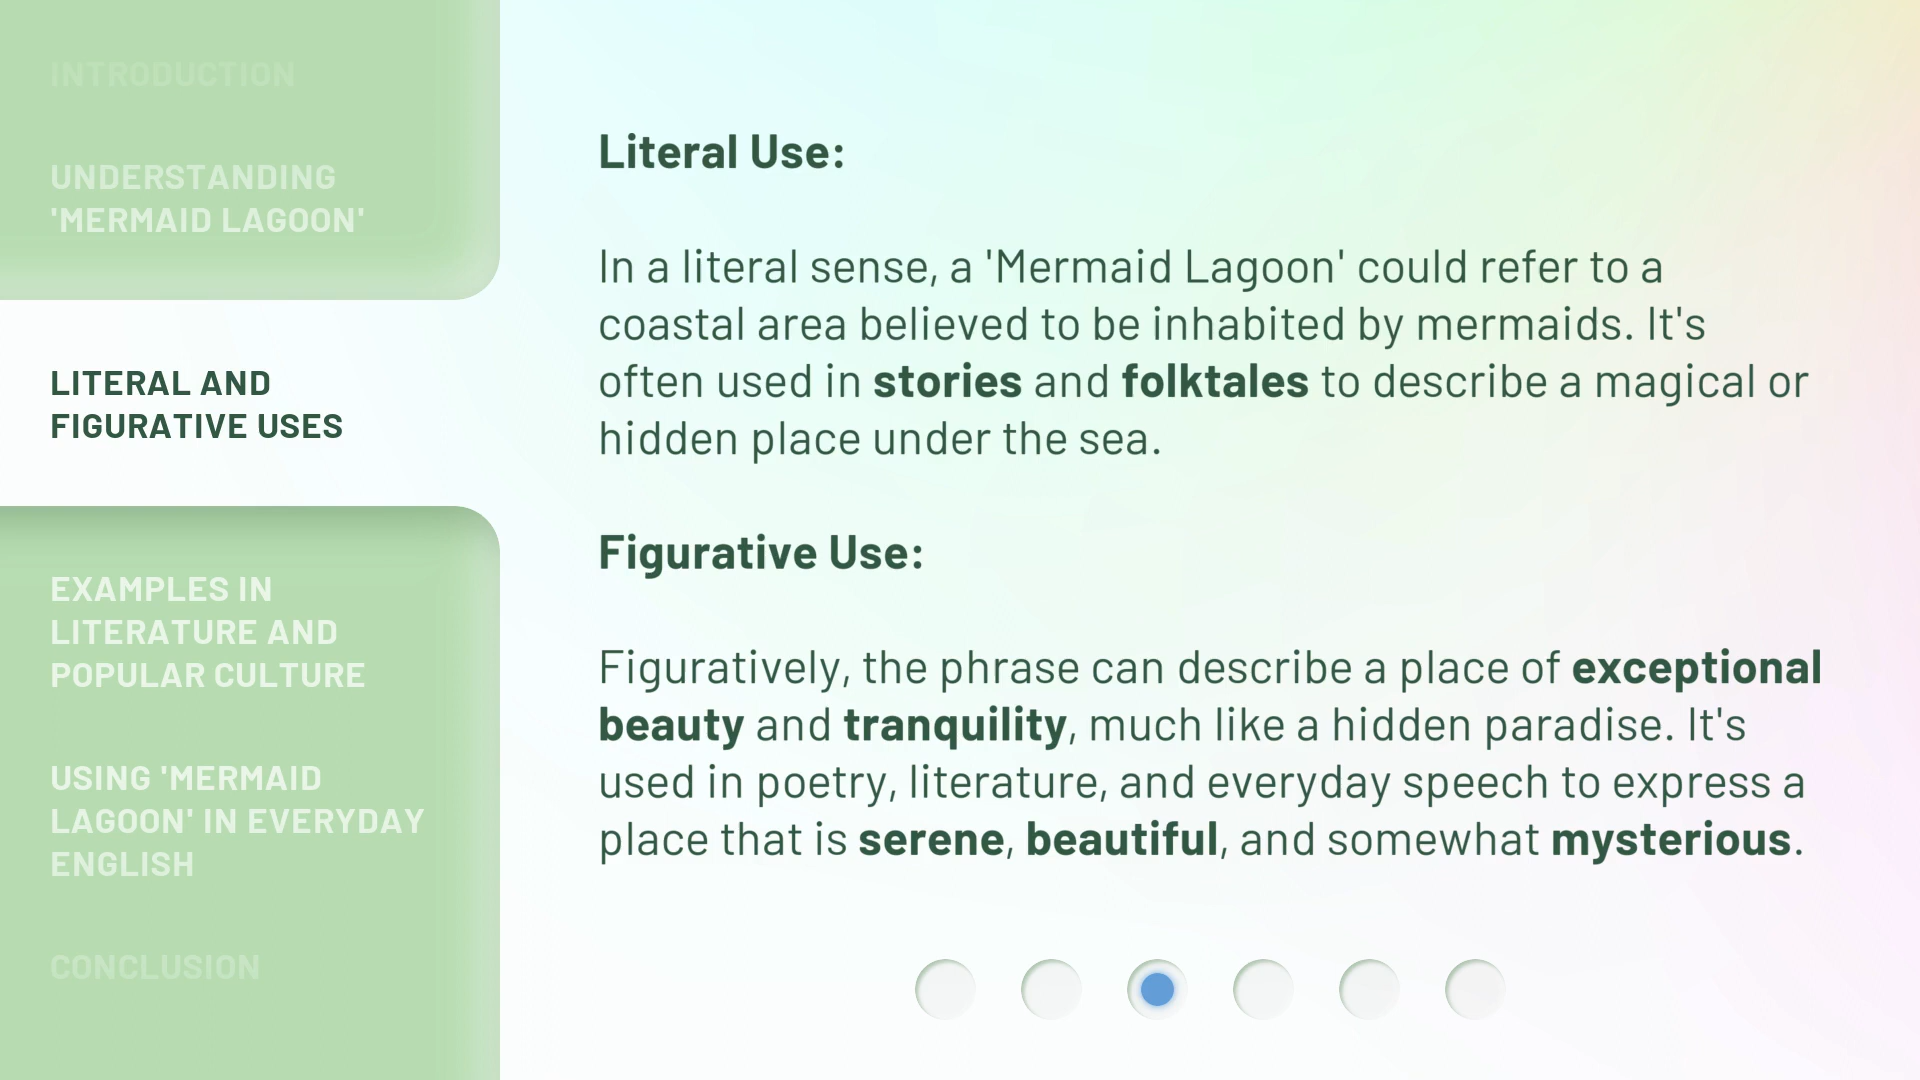 INTRODUCTION
UNDERSTANDING
'MERMAID LAGOON'
LITERAL AND
FIGURATIVE USES
EXAMPLES IN
LITERATURE AND
POPULAR CULTURE
USING 'MERMAID
LAGOON' IN EVERYDAY
ENGLISH
CONCLUSION
Literal Use:
In a literal sense, a 'Mermaid Lagoon' could refer to a
coastal area believed to be inhabited by mermaids. It's
often used in stories and folktales to describe a magical or
hidden place under the sea.
Figurative Use:
Figuratively, the phrase can describe a place of exceptional
beauty and tranquility, much like a hidden paradise. It's
used in poetry, literature, and everyday speech to express a
place that is serene, beautiful, and somewhat mysterious.